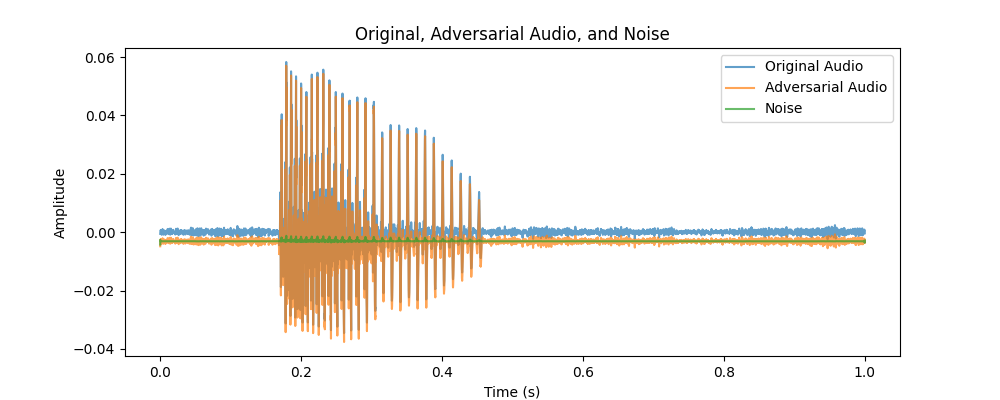 Original, Adversarial Audio, and Noise
Original Audio
Adversarial Audio
Noise
0.06
0.04
0.02
0.00
−0.02
−0.04
Amplitude
0.0 0.2 0.4 0.6 0.8 1.0
Time (s)